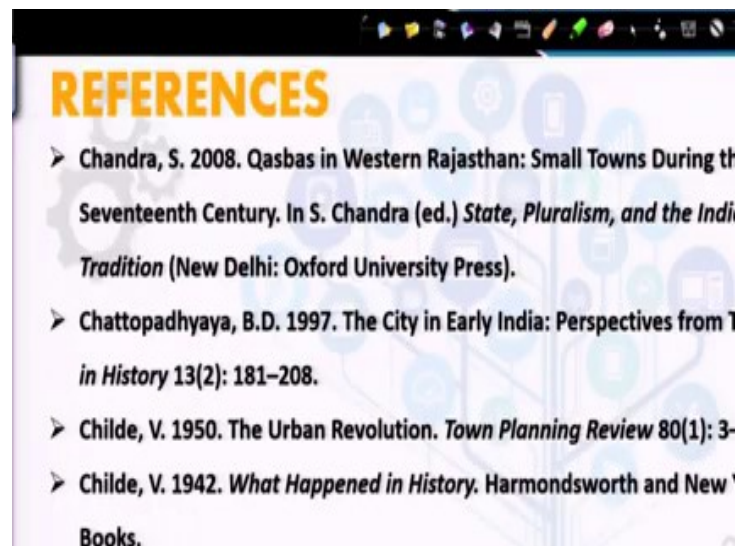 REFERENCES
➤ Chandra, S. 2008. Qasbas in Western Rajasthan: Small Towns During th
Seventeenth Century. In S. Chandra (ed.) State, Pluralism, and the Indi
Tradition (New Delhi: Oxford University Press).
➤ Chattopadhyaya, B.D. 1997. The City in Early India: Perspectives from T
in History 13(2): 181–208.
➤ Childe, V. 1950. The Urban Revolution. Town Planning Review 80(1): 3-
➤ Childe, V. 1942. What Happened in History. Harmondsworth and New Y
Books.